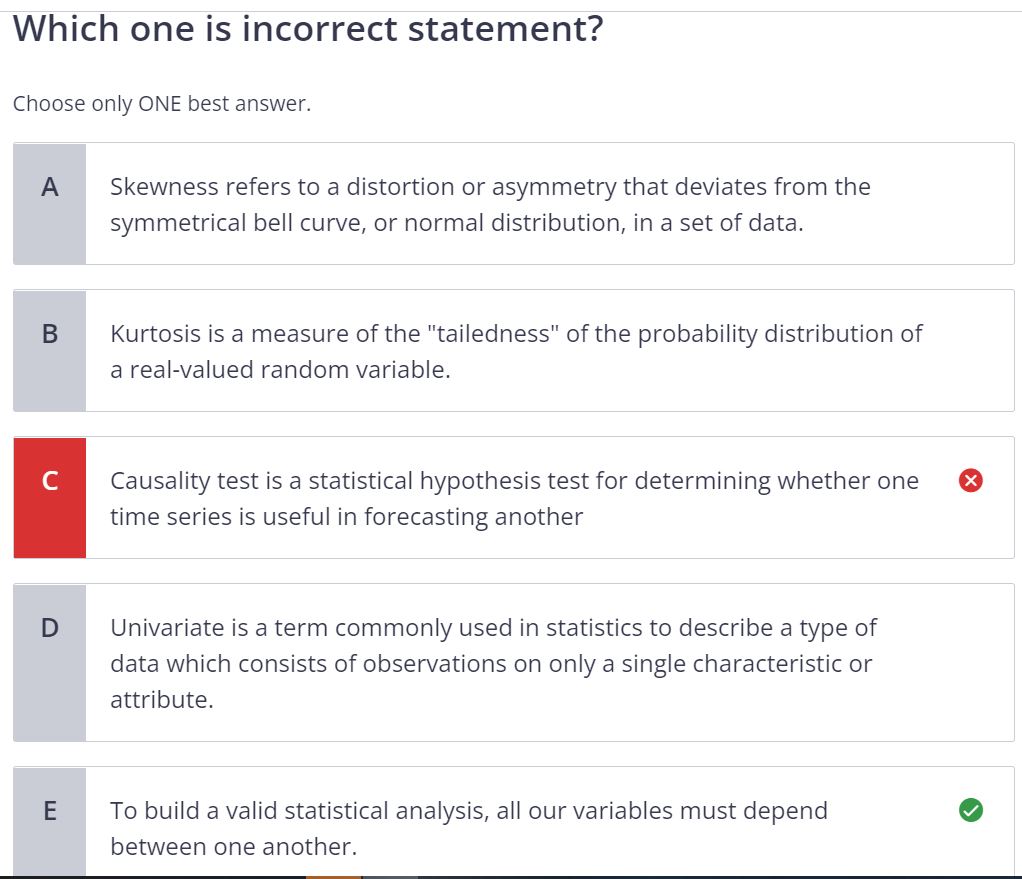 Which one is incorrect statement?
Choose only ONE best answer.
A
Skewness refers to a distortion or asymmetry that deviates from the
symmetrical bell curve, or normal distribution, in a set of data.
B
Kurtosis is a measure of the "tailedness" of the probability distribution of
a real-valued random variable.
C
Causality test is a statistical hypothesis test for determining whether one
time series is useful in forecasting another
D
Univariate is a term commonly used in statistics to describe a type of
data which consists of observations on only a single characteristic or
attribute.
E
To build a valid statistical analysis, all our variables must depend
between one another.